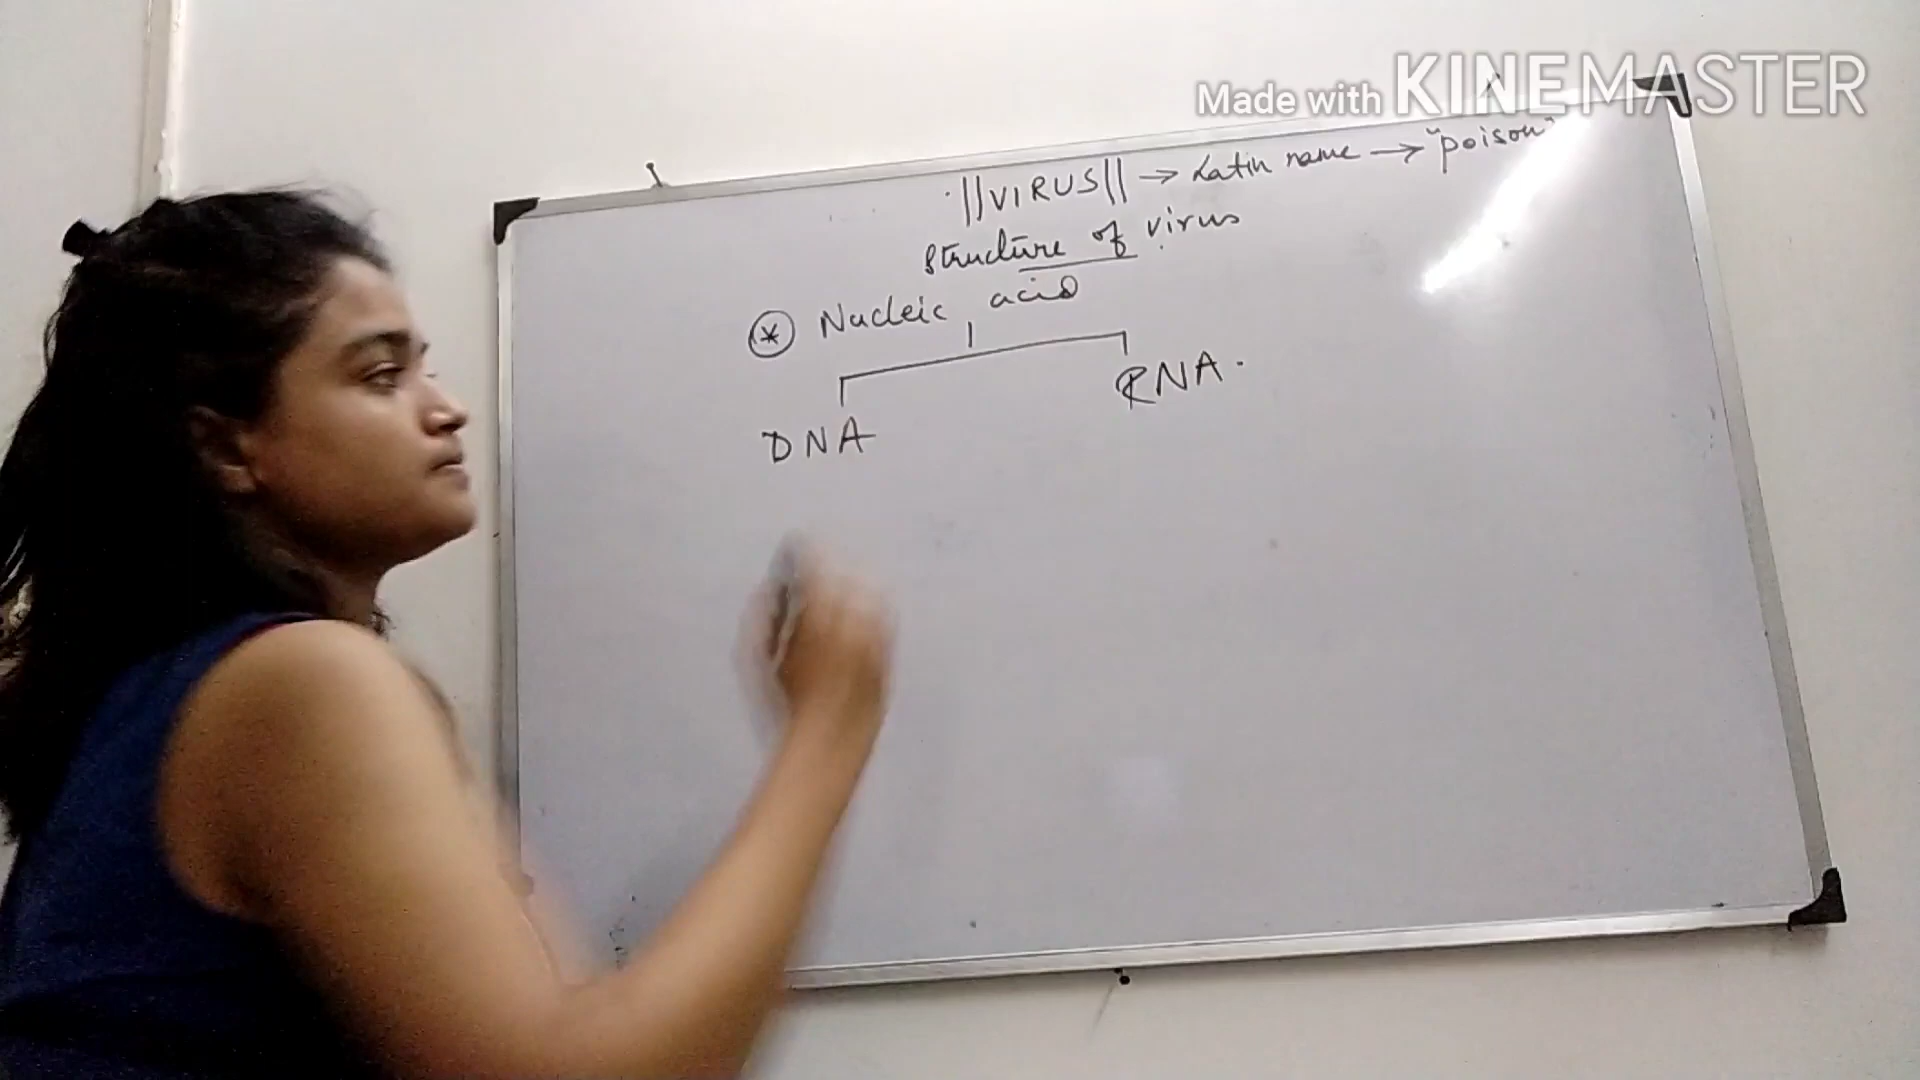 Made with KINEMASTER
||VIRUS|| → Latin name → "poison"
structure of virus
* Nucleic acid
DNA
RNA.